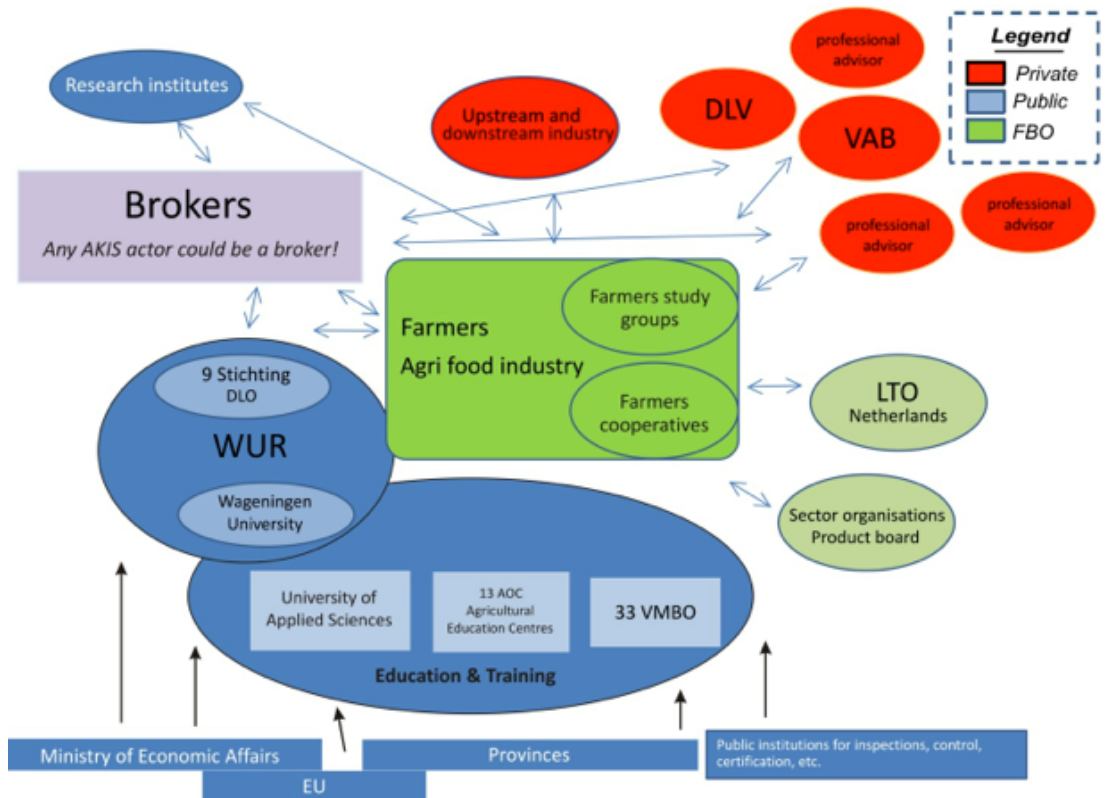 Research institutes
Upstream and
downstream industry
DLV
professional
advisor
VAB
professional
advisor
professional
advisor
Legend
Private
Public
FBO
Brokers
Any AKIS actor could be a broker!
Farmers
Agri food industry
Farmers study
groups
Farmers
cooperatives
LTO
Netherlands
Sector organisations
Product board
9 Stichting
DLO
WUR
Wageningen
University
University of
Applied Sciences
13 AOC
Agricultural
Education Centres
33 VMBO
Education & Training
Ministry of Economic Affairs
EU
Provinces
Public institutions for inspections, control,
certification, etc.